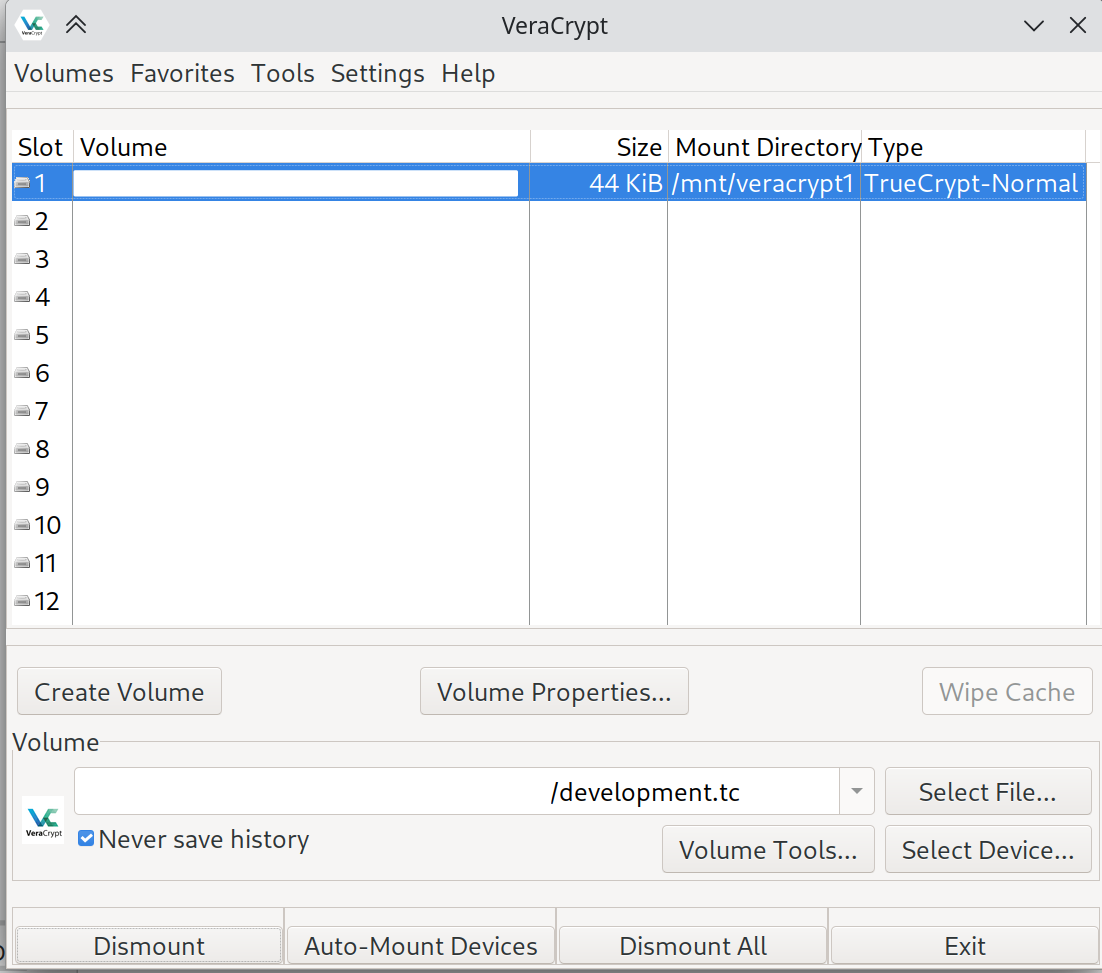 VeraCrypt
VeraCrypt
Volumes Favorites Tools Settings Help
Slot Volume Size Mount Directory Type
1 44 KiB /mnt/veracrypt1 TrueCrypt-Normal
2
3
4
5
6
7
8
9
10
11
12
Create Volume Volume Properties... Wipe Cache
Volume
/development.tc Select File...
VeraCrypt
Never save history Volume Tools... Select Device...
Dismount Auto-Mount Devices Dismount All Exit